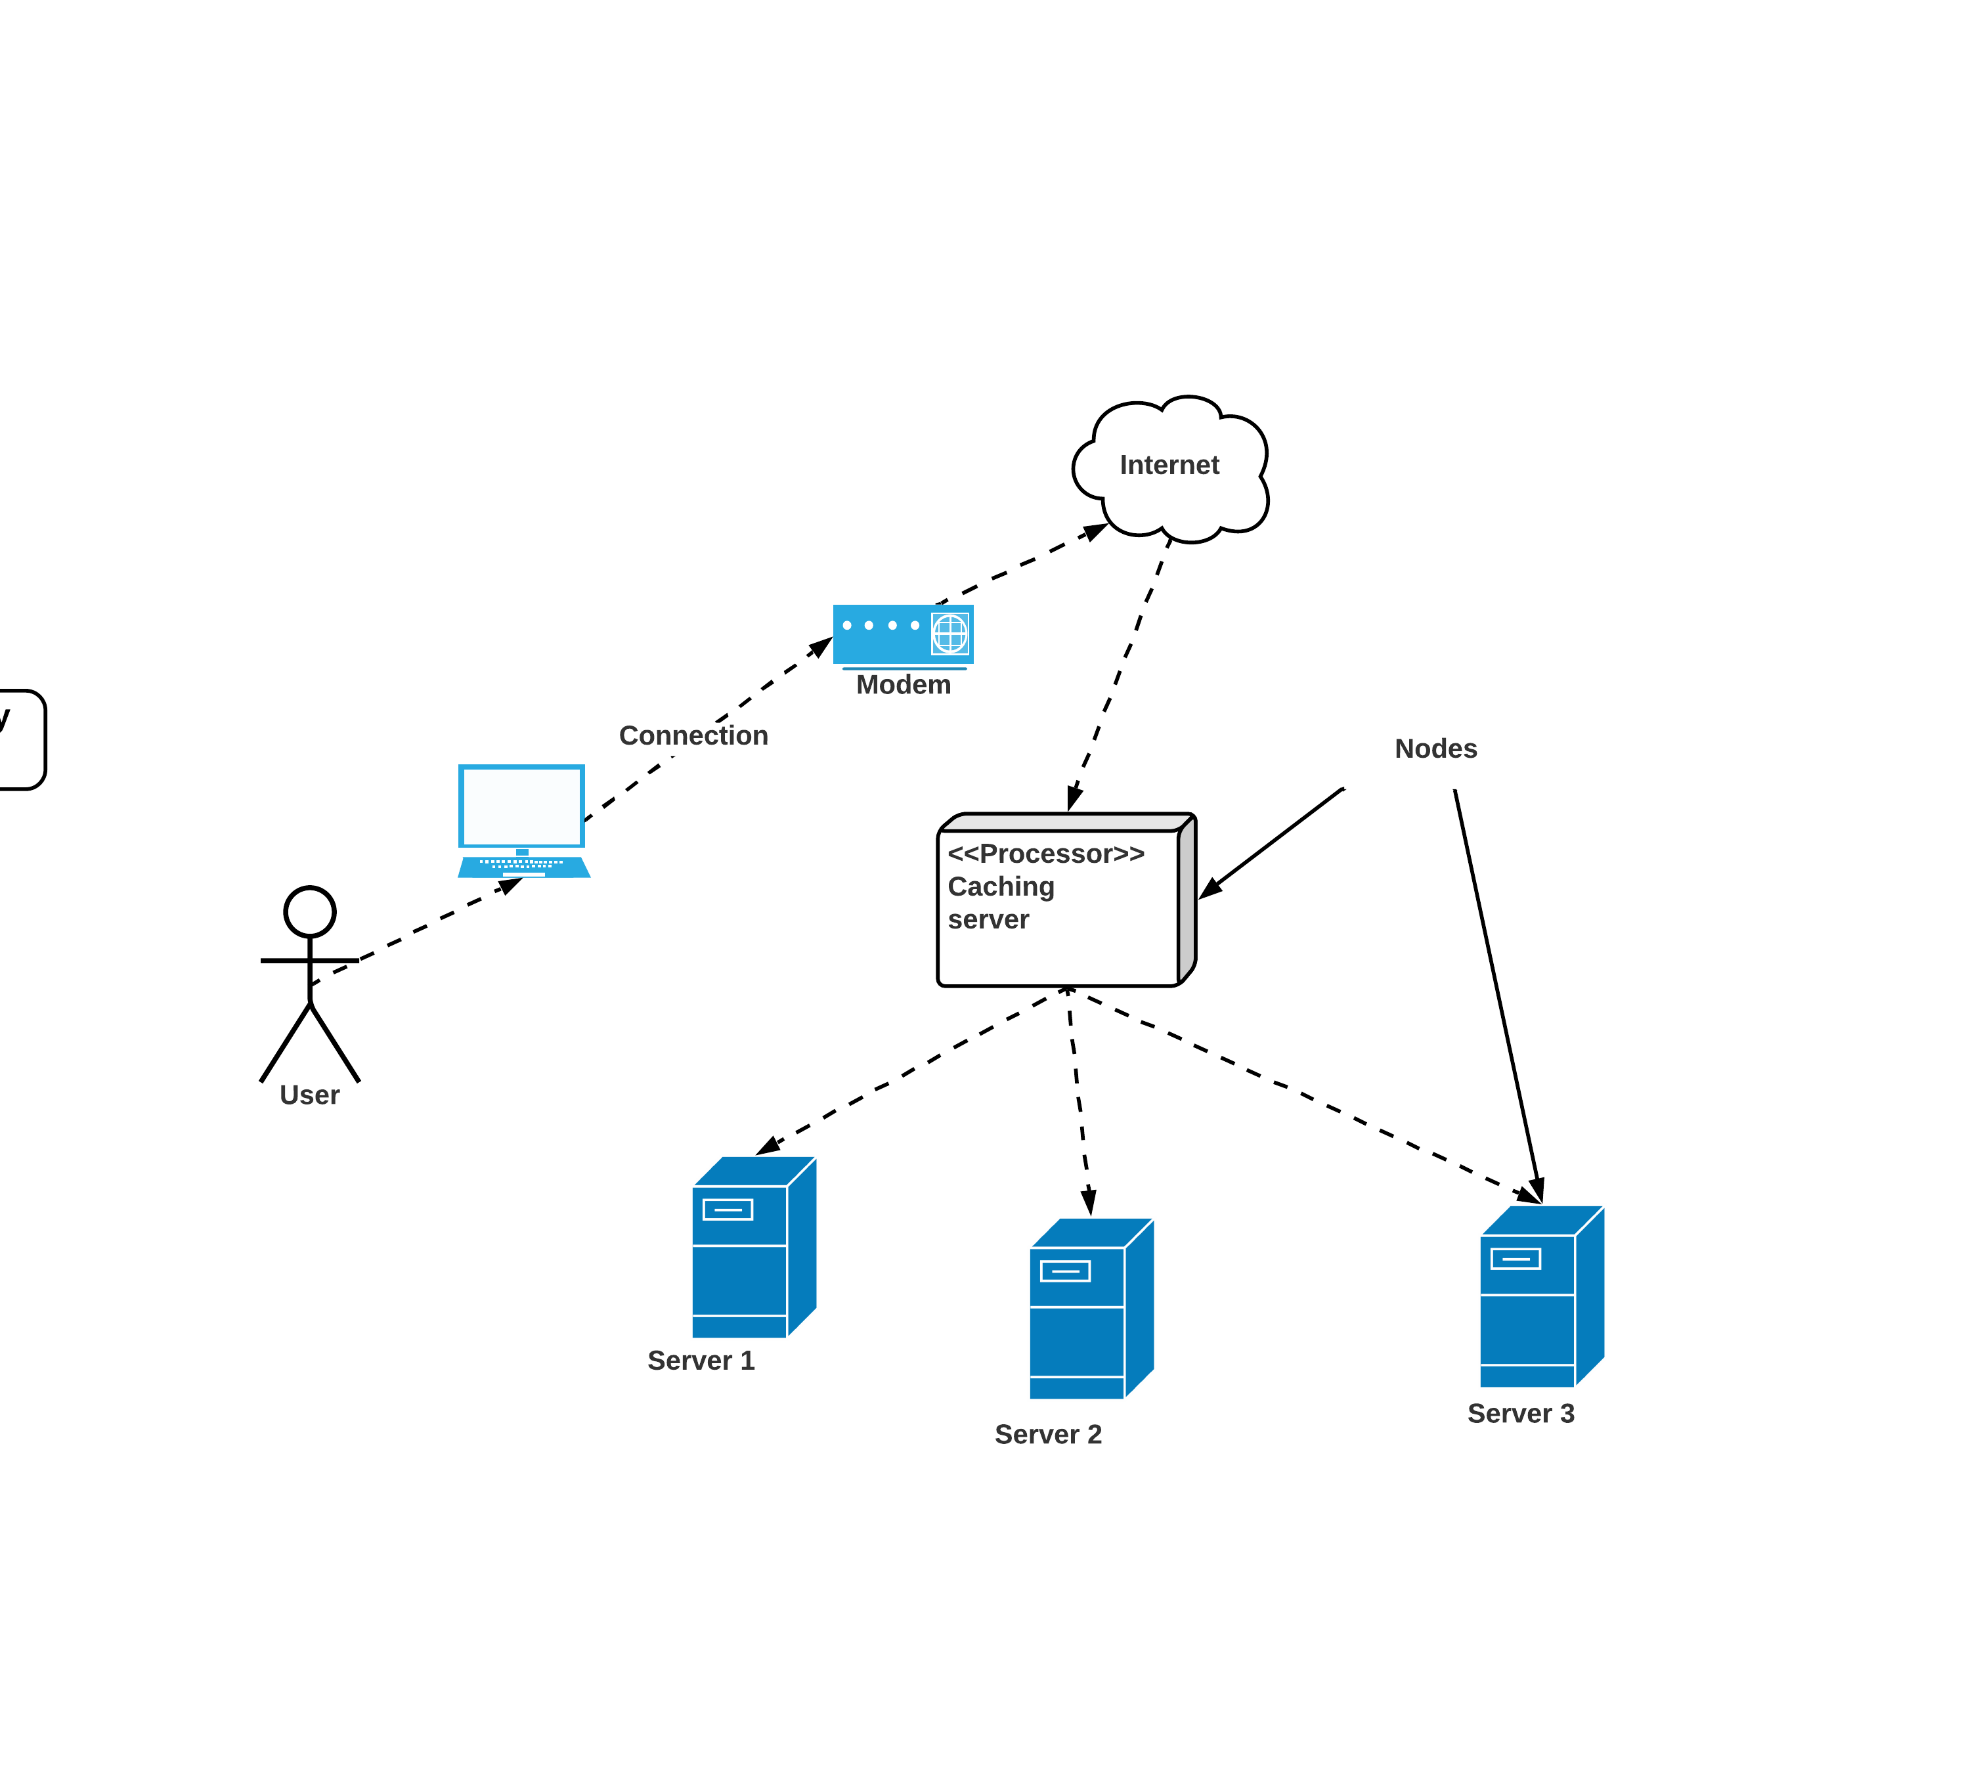 Internet
Modem
Connection
Nodes
<<Processor>>
Caching
server
User
Server 1
Server 2
Server 3